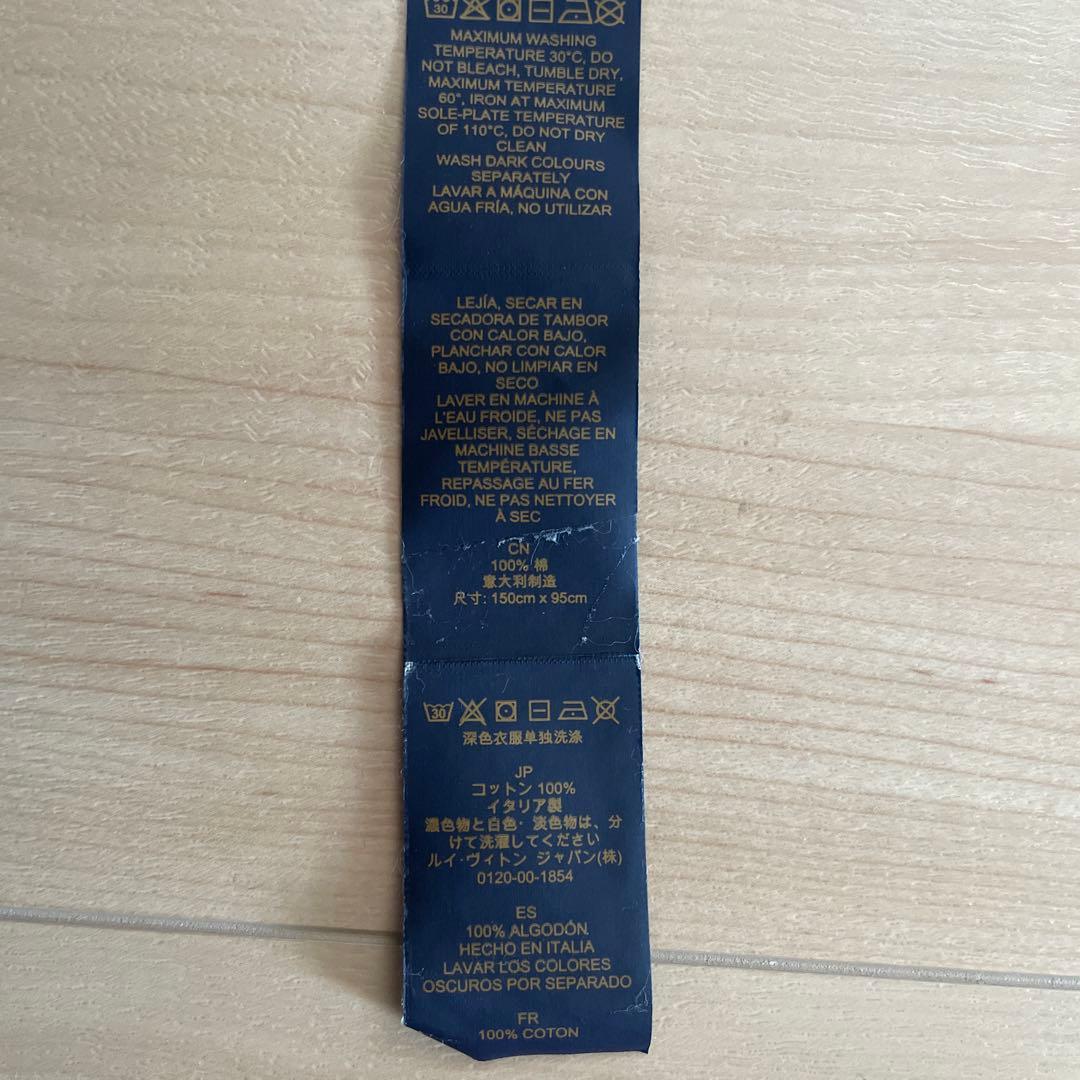 30
MAXIMUM WASHING
TEMPERATURE 30°C, DO
NOT BLEACH, TUMBLE DRY,
MAXIMUM TEMPERATURE
60°, IRON AT MAXIMUM
SOLE-PLATE TEMPERATURE
OF 110°C, DO NOT DRY
CLEAN
WASH DARK COLOURS
SEPARATELY
LAVAR A MÁQUINA CON
AGUA FRÍA, NO UTILIZAR
LEJÍA, SECAR EN
SECADORA DE TAMBOR
CON CALOR BAJO,
PLANCHAR CON CALOR
BAJO, NO LIMPIAR EN
SECO
LAVER EN MACHINE À
L'EAU FROIDE, NE PAS
JAVELLISER, SÉCHAGE EN
MACHINE BASSE
TEMPÉRATURE,
REPASSAGE AU FER
FROID, NE PAS NETTOYER
À SEC
CN
100% 棉
意大利制造
尺寸: 150cm x 95cm
30
深色衣服单独洗涤
JP
コットン 100%
イタリア製
濃色物と白色・淡色物は、分
けて洗濯してください
ルイ・ヴィトン ジャパン(株)
0120-00-1854
ES
100% ALGODÓN
HECHO EN ITALIA
LAVAR LOS COLORES
OSCUROS POR SEPARADO
FR
100% COTON